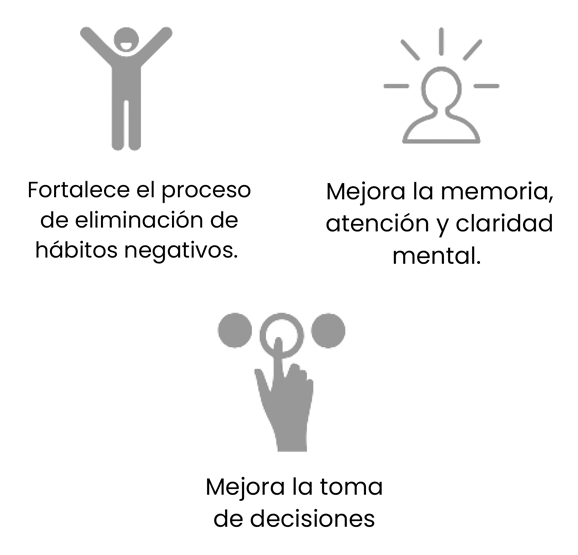 Fortalece el proceso
de eliminación de
hábitos negativos.
Mejora la memoria,
atención y claridad
mental.
Mejora la toma
de decisiones